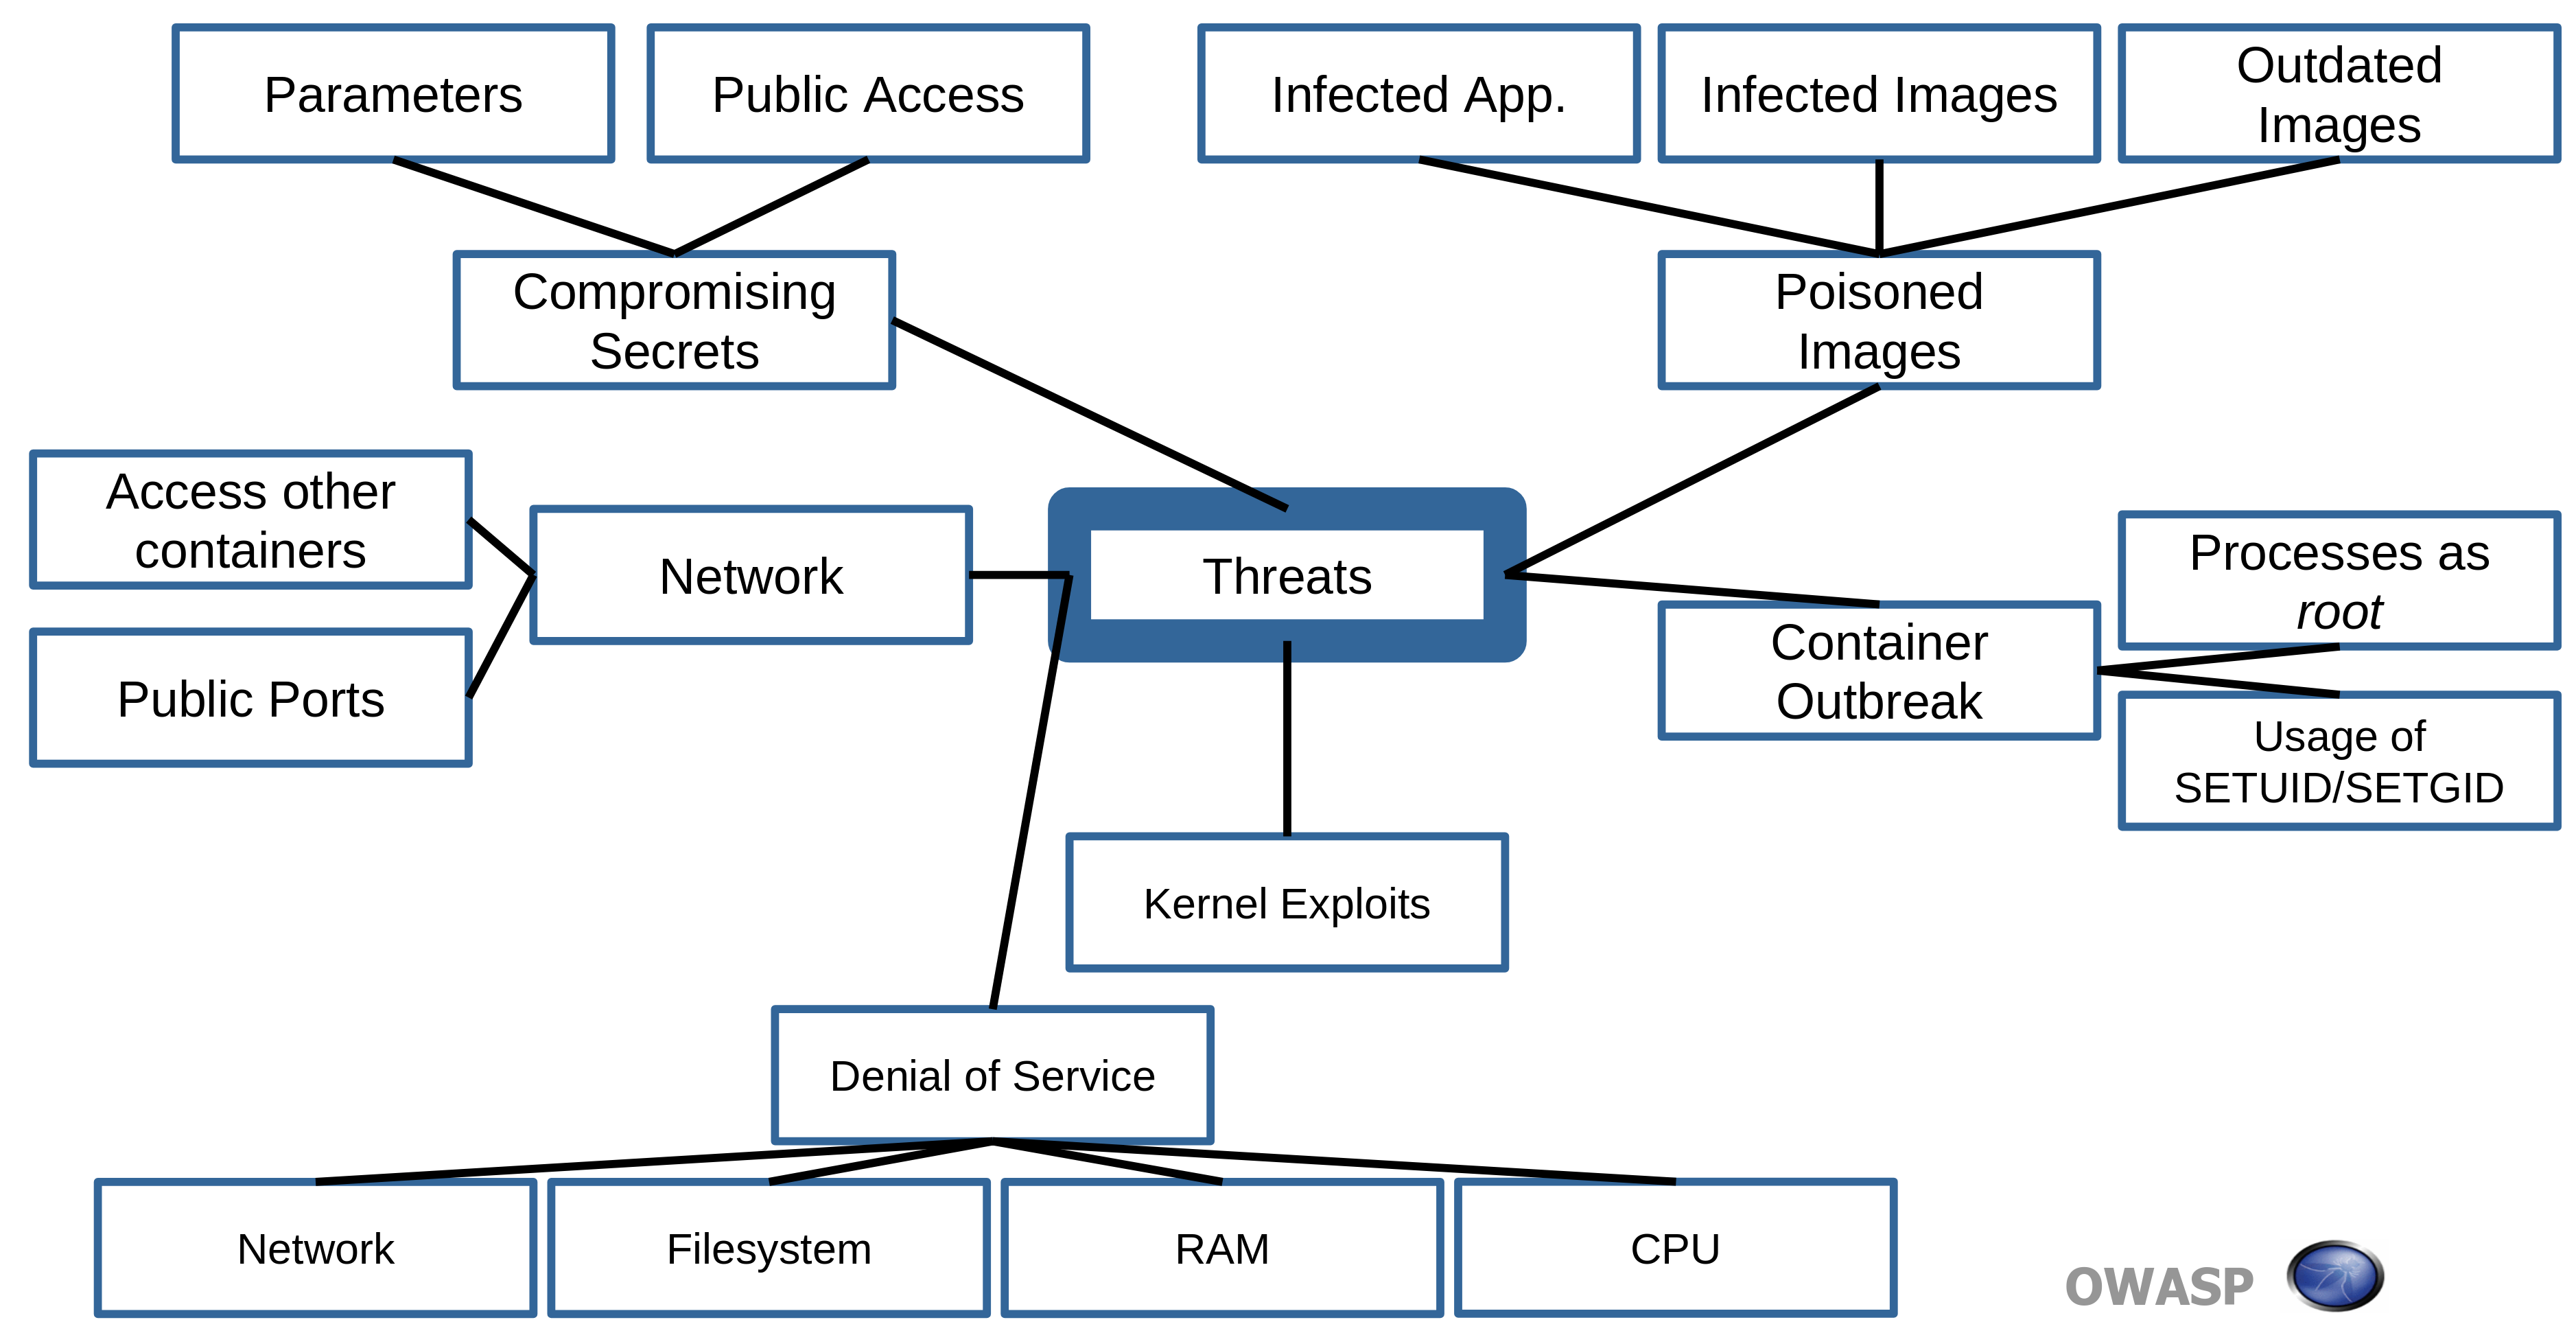 Parameters
Public Access
Infected App.
Infected Images
Outdated
Images
Compromising
Secrets
Poisoned
Images
Access other
containers
Network
Threats
Processes as
root
Public Ports
Container
Outbreak
Usage of
SETUID/SETGID
Kernel Exploits
Denial of Service
Network
Filesystem
RAM
CPU
OWASP